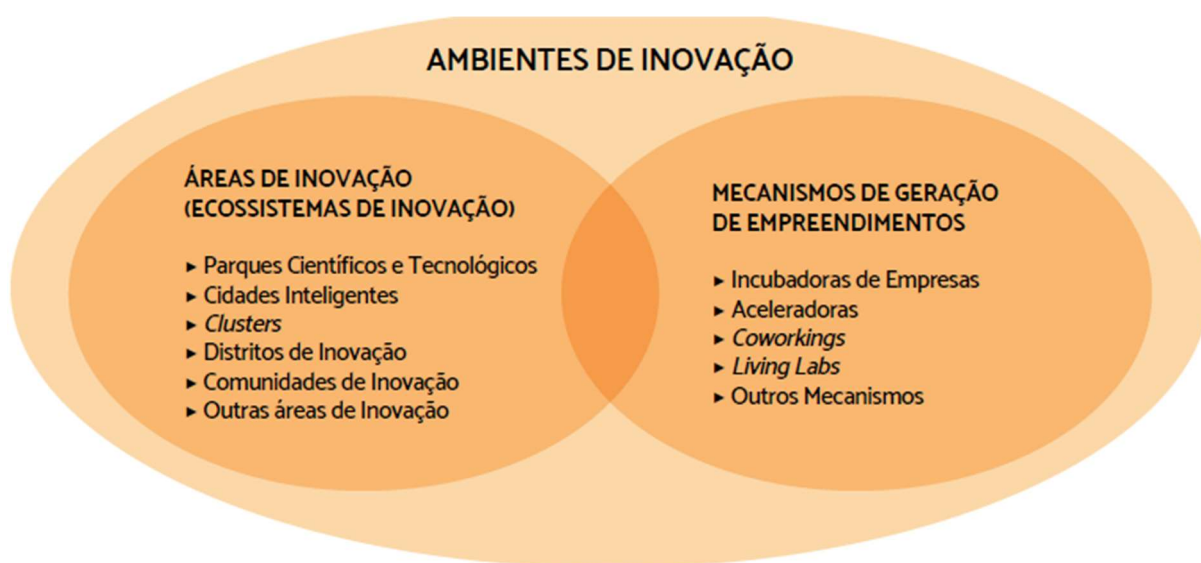 AMBIENTES DE INOVAÇÃO
ÁREAS DE INOVAÇÃO
(ECOSSISTEMAS DE INOVAÇÃO)
▸ Parques Científicos e Tecnológicos
▸ Cidades Inteligentes
▸ Clusters
▸ Distritos de Inovação
▸ Comunidades de Inovação
▸ Outras áreas de Inovação
MECANISMOS DE GERAÇÃO
DE EMPREENDIMENTOS
▸ Incubadoras de Empresas
▸ Aceleradoras
▸ Coworkings
▸ Living Labs
▸ Outros Mecanismos